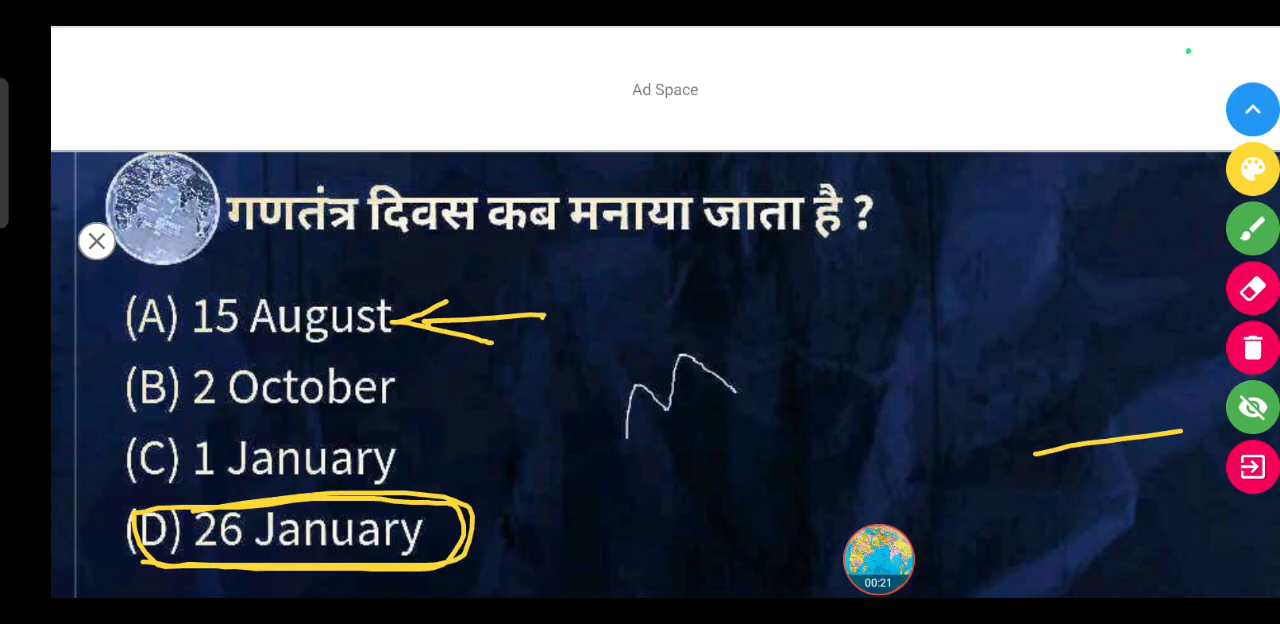 Ad Space
गणतंत्र दिवस कब मनाया जाता है ?
(A) 15 August
(B) 2 October
(C) 1 January
(D) 26 January
00:21